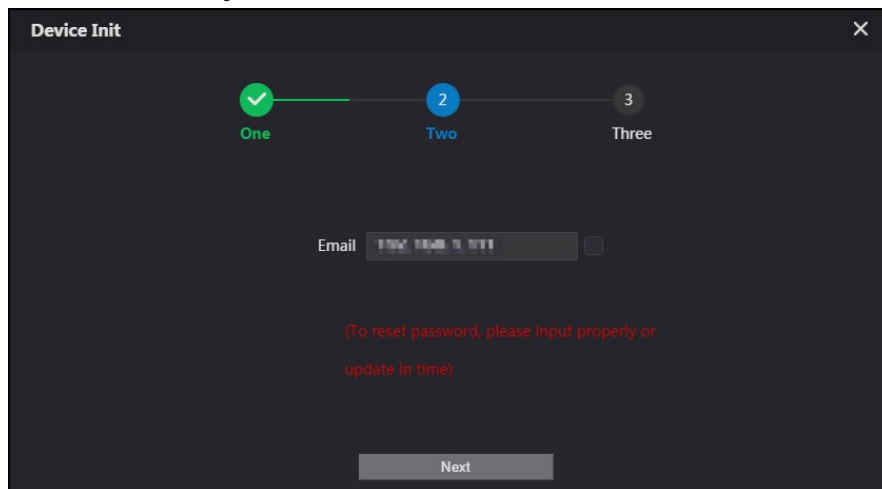 Device Init
2
3
One
Two
Three
Email
(To reset password, please input properly or
update in time)
Next